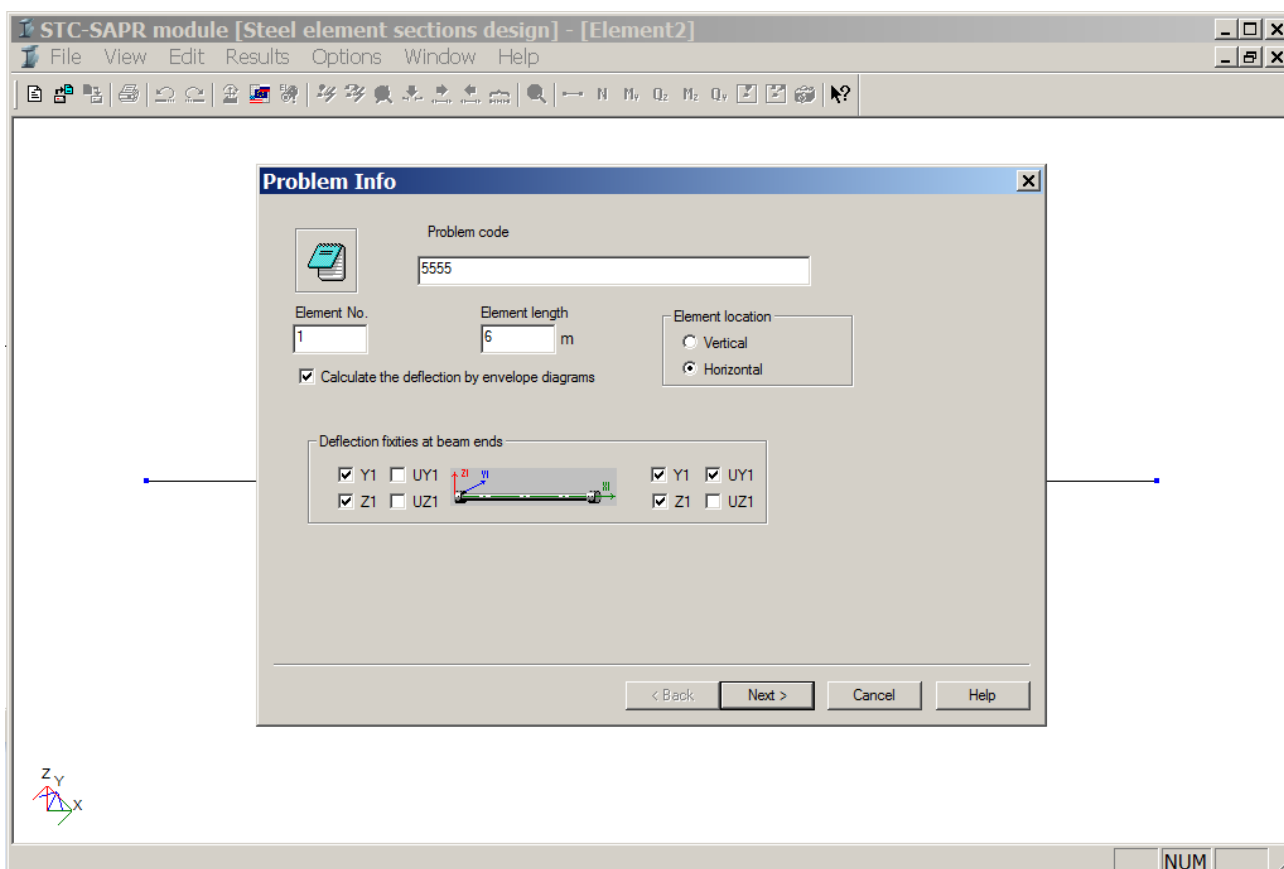 STC-SAPR module [Steel element sections design] - [Element2]
File View Edit Results Options Window Help
N My Qz Mz Qy
Problem Info
Problem code
5555
Element No. Element length Element location
1 6 m Vertical
Horizontal
Calculate the deflection by envelope diagrams
Deflection fixities at beam ends
Y1 UY1 Z1 Y1 X1 Y1 UY1
Z1 UZ1 Z1 UZ1
< Back Next > Cancel Help
Z Y X
NUM